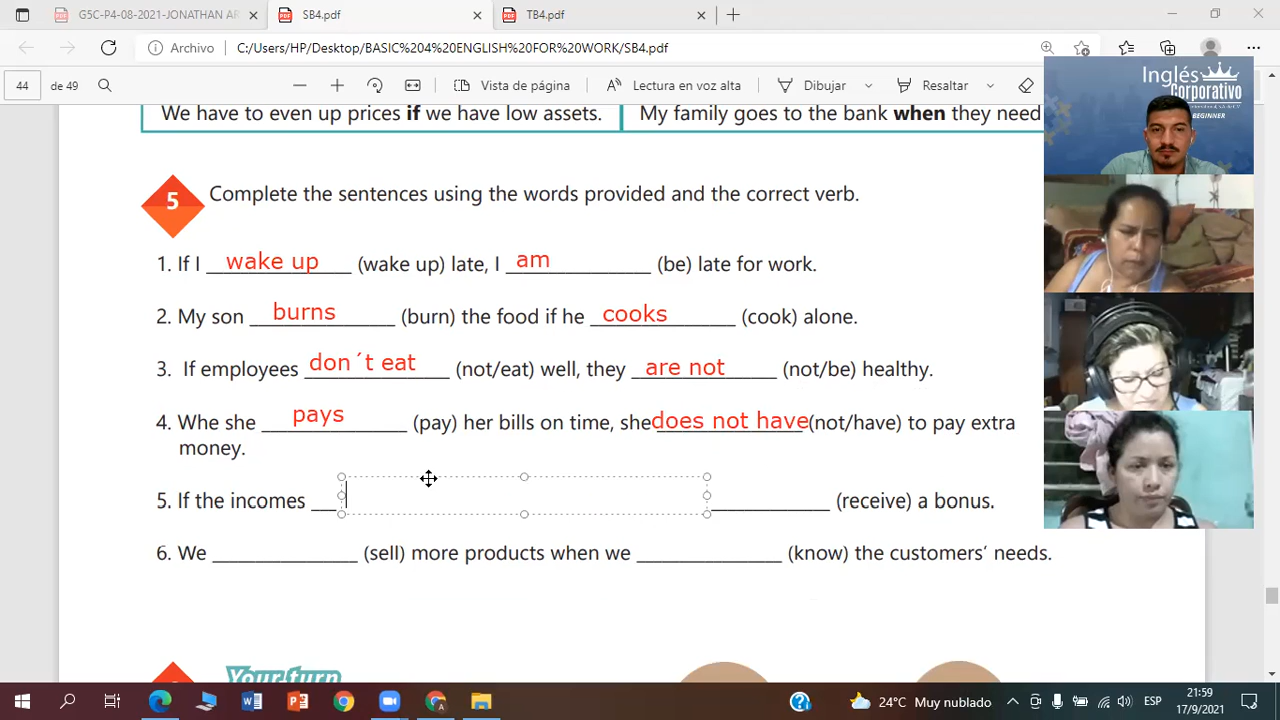 G5C-P4-08-2021-JONATHAN AR
SB4.pdf
TB4.pdf
Archivo
C:/Users/HP/Desktop/BASIC%204%20ENGLISH%20FOR%20WORK/SB4.pdf
44 de 49
Vista de página
Lectura en voz alta
Dibujar
Resaltar
Inglés
Corporativo
BEGINNER
We have to even up prices if we have low assets.
My family goes to the bank when they need
5 Complete the sentences using the words provided and the correct verb.
1. If I wake up (wake up) late, I am (be) late for work.
2. My son burns (burn) the food if he cooks (cook) alone.
3. If employees don´t eat (not/eat) well, they are not (not/be) healthy.
4. Whe she pays (pay) her bills on time, she does not have (not/have) to pay extra
money.
5. If the incomes ___ ____________ (receive) a bonus.
6. We _______________ (sell) more products when we _______________ (know) the customers’ needs.
Your turn
24°C Muy nublado
ESP
21:59
17/9/2021